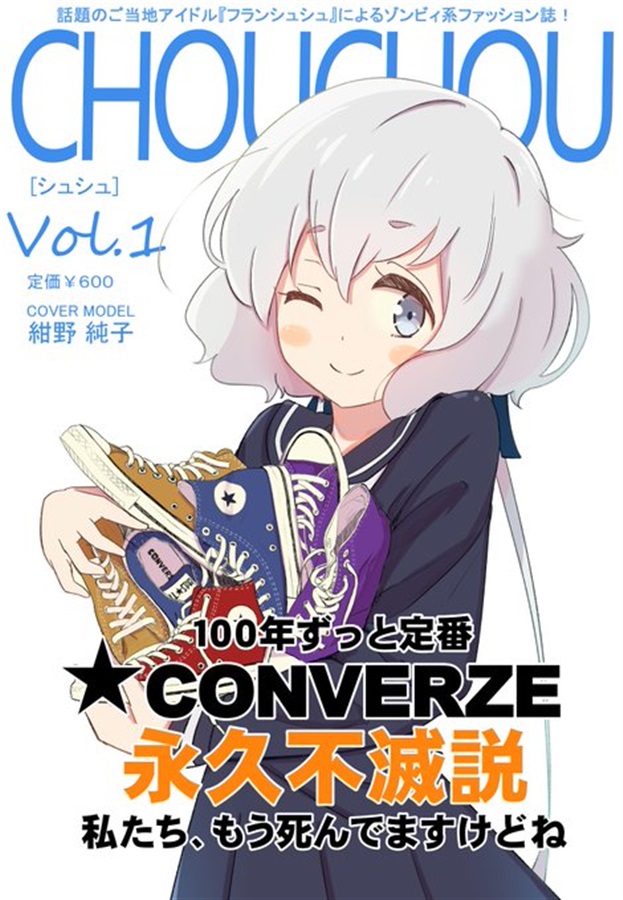 話題のご当地アイドル『フランシュシュ』によるゾンビィ系ファッション誌！
CHOUCHOU
［シュシュ］
Vol.1
定価￥600
COVER MODEL
紺野 純子
CONVERZE
100年ずっと定番
★CONVERZE
永久不滅説
私たち、もう死んでますけどね